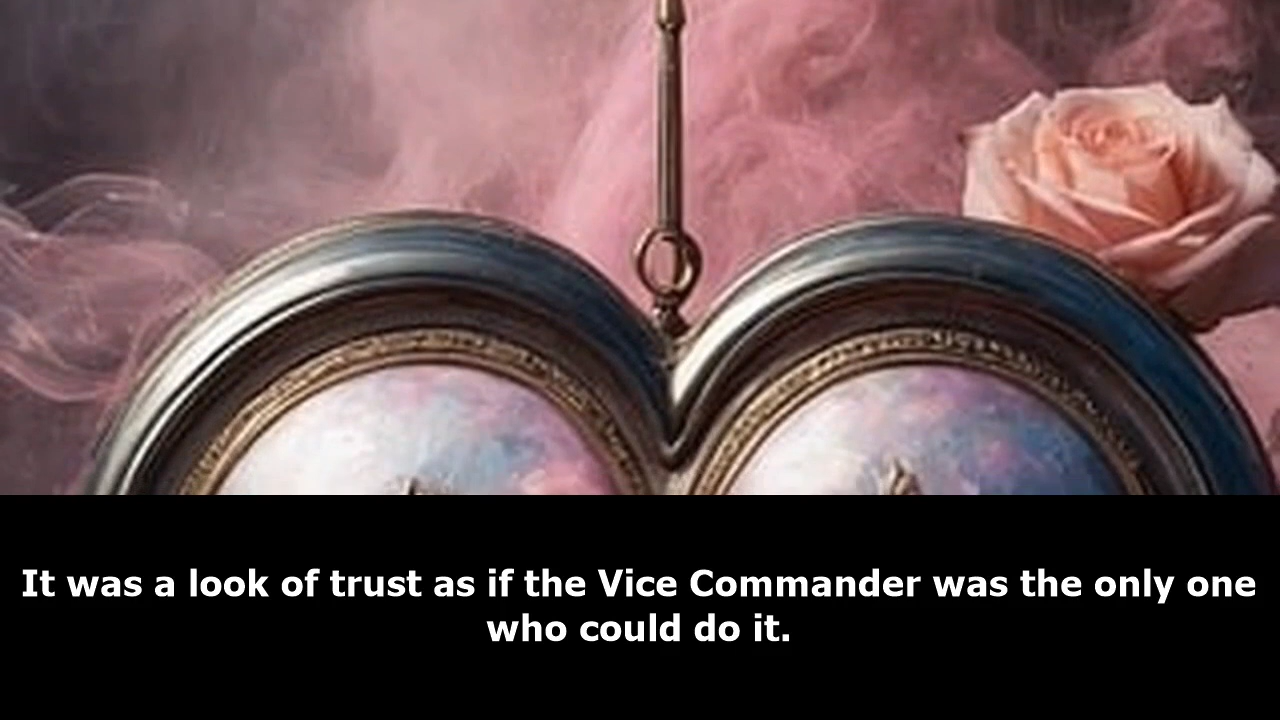 It was a look of trust as if the Vice Commander was the only one
who could do it.